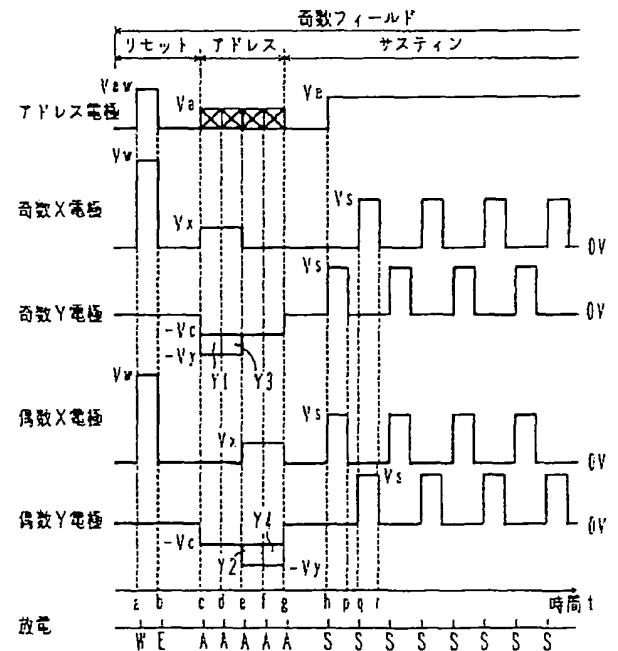 奇数フィールド
リセット アドレス サスティン
Vaw Va Ve
アドレス電極
Vw
奇数X電極 Vx Vs 0V
奇数Y電極 Vs 0V
-Vc
-Vy Y1 Y3
Vw
偶数X電極 Vx Vs 0V
偶数Y電極 Vs 0V
-Vc Y2 Y4 -Vy
a b c d e f g h p q r 時間t
放電
W E A A A A A S S S S S S S S